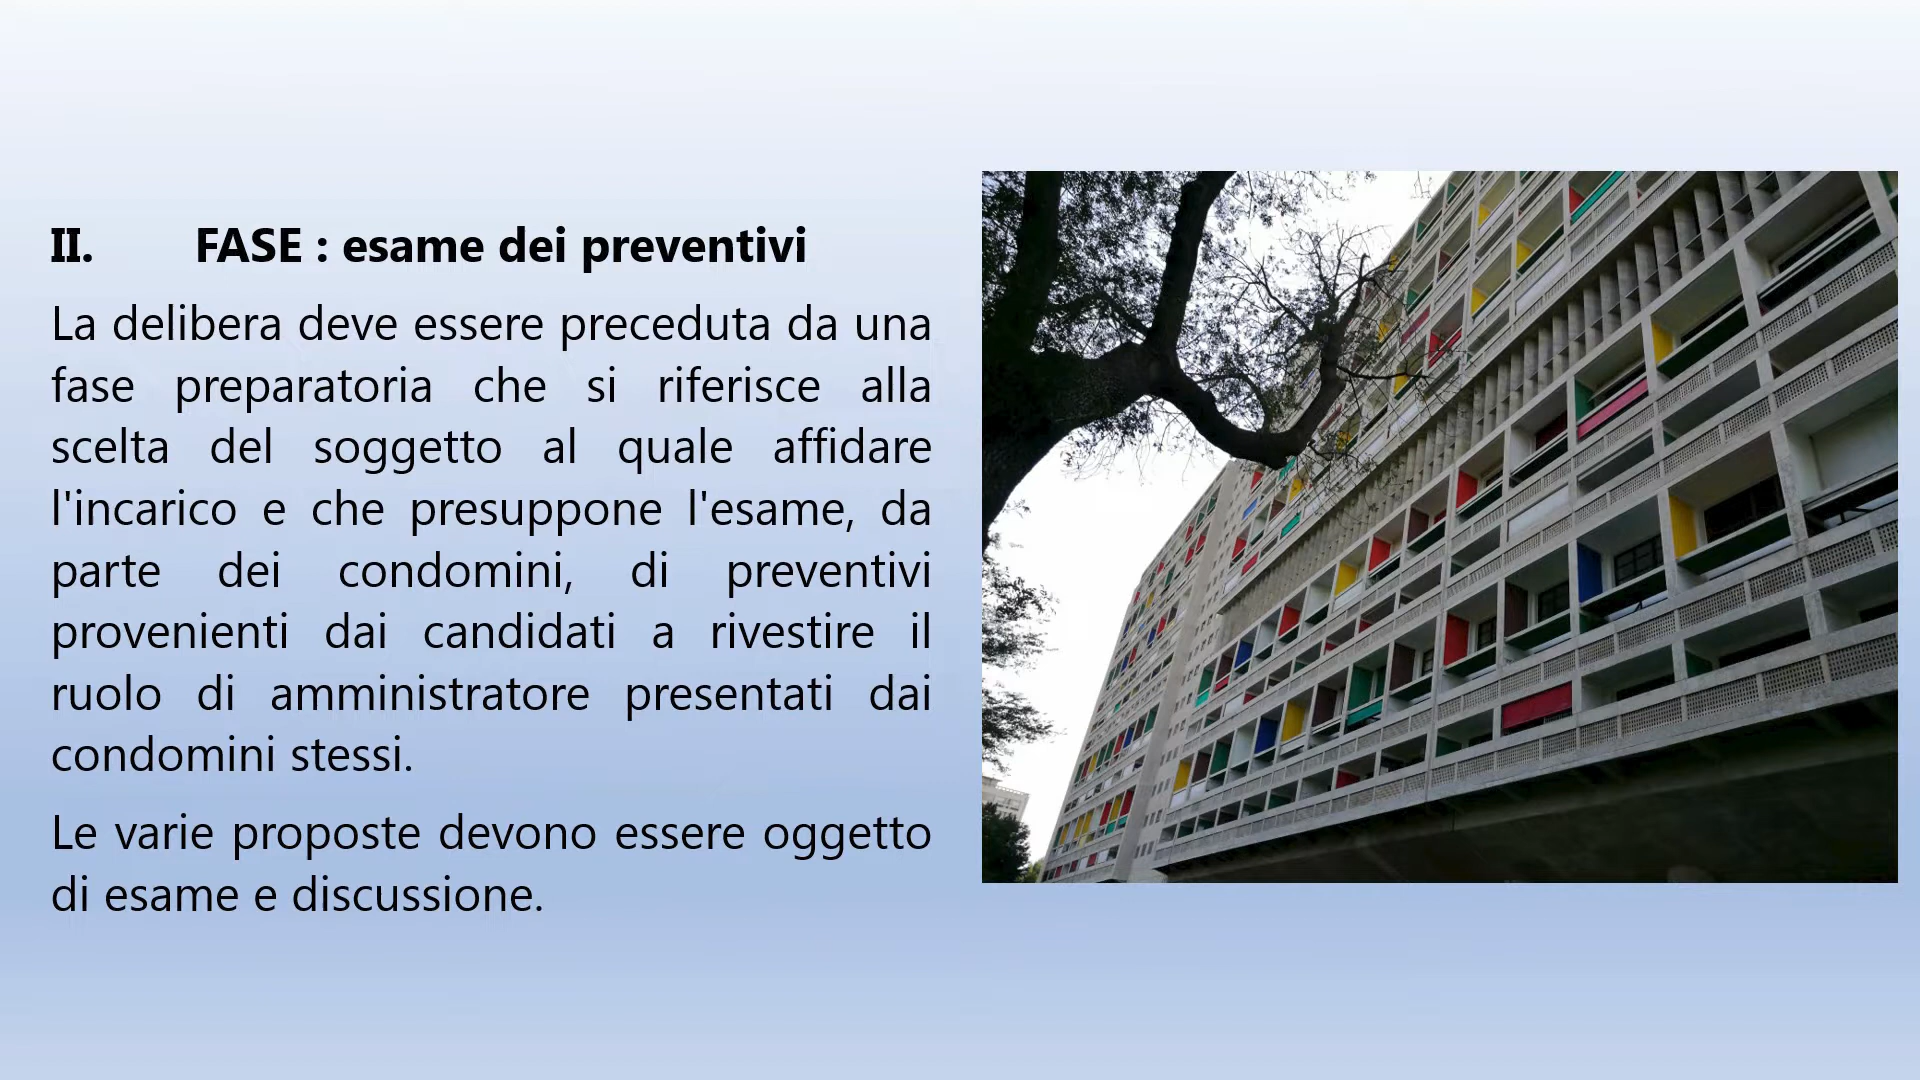 II. FASE : esame dei preventivi
La delibera deve essere preceduta da una
fase preparatoria che si riferisce alla
scelta del soggetto al quale affidare
l'incarico e che presuppone l'esame, da
parte dei condomini, di preventivi
provenienti dai candidati a rivestire il
ruolo di amministratore presentati dai
condomini stessi.
Le varie proposte devono essere oggetto
di esame e discussione.